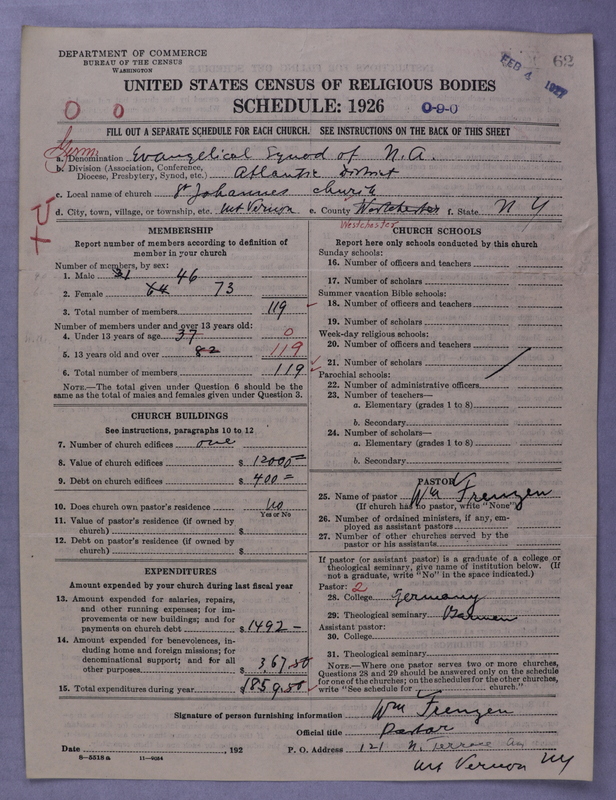 DEPARTMENT OF COMMERCE
BUREAU OF THE CENSUS
WASHINGTON
FEB 4 1927
62
UNITED STATES CENSUS OF RELIGIOUS BODIES
SCHEDULE: 1926
0 0
0-9-0
FILL OUT A SEPARATE SCHEDULE FOR EACH CHURCH. SEE INSTRUCTIONS ON THE BACK OF THIS SHEET
Germ.
a. Denomination Evangelical Synod of N.A.
b. Division (Association, Conference, Diocese, Presbytery, Synod, etc.) Atlantic District
c. Local name of church St Johannes church
d. City, town, village, or township, etc. Mt Vernon e. County Westchester f. State N Y
Westchester
MEMBERSHIP
Report number of members according to definition of
member in your church
Number of members, by sex:
1. Male 31 46
2. Female 64 73
3. Total number of members 119
Number of members under and over 13 years old:
4. Under 13 years of age 37 0
5. 13 years old and over 82 119
6. Total number of members 119
NOTE.—The total given under Question 6 should be the
same as the total of males and females given under Question 3.
CHURCH BUILDINGS
See instructions, paragraphs 10 to 12
7. Number of church edifices one
8. Value of church edifices $ 12000=
9. Debt on church edifices $ 400=
10. Does church own pastor's residence? No
Yes or No
11. Value of pastor's residence (if owned by
church) $
12. Debt on pastor's residence (if owned by
church) $
EXPENDITURES
Amount expended by your church during last fiscal year
13. Amount expended for salaries, repairs,
and other running expenses; for im-
provements or new buildings; and for
payments on church debt $ 1492-
14. Amount expended for benevolences, in-
cluding home and foreign missions; for
denominational support; and for all
other purposes 367.50
15. Total expenditures during year $ 1859.50
CHURCH SCHOOLS
Report here only schools conducted by this church
Sunday schools:
16. Number of officers and teachers
17. Number of scholars
Summer vacation Bible schools:
18. Number of officers and teachers
19. Number of scholars
Week-day religious schools:
20. Number of officers and teachers
21. Number of scholars
Parochial schools:
22. Number of administrative officers
23. Number of teachers—
a. Elementary (grades 1 to 8)
b. Secondary
24. Number of scholars—
a. Elementary (grades 1 to 8)
b. Secondary
PASTOR
25. Name of pastor Wm Frenzen
(If church has no pastor, write "None")
26. Number of ordained ministers, if any, em-
ployed as assistant pastors
27. Number of other churches served by the
pastor or his assistants
If pastor (or assistant pastor) is a graduate of a college or
theological seminary, give name of institution below. (If
not a graduate, write "No" in the space indicated.)
Pastor: 2
28. College Germany
29. Theological seminary Barmen
Assistant pastor:
30. College
31. Theological seminary
NOTE.—Where one pastor serves two or more churches,
Questions 28 and 29 should be answered only on the schedule
for one of the churches; on the schedules for the other churches,
write "See schedule for church."
Signature of person furnishing information Wm Frenzen
Official title Pastor
Date , 192 P. O. Address 121 N. Terrace Av
8-5518a 11-9024
Mt Vernon NY